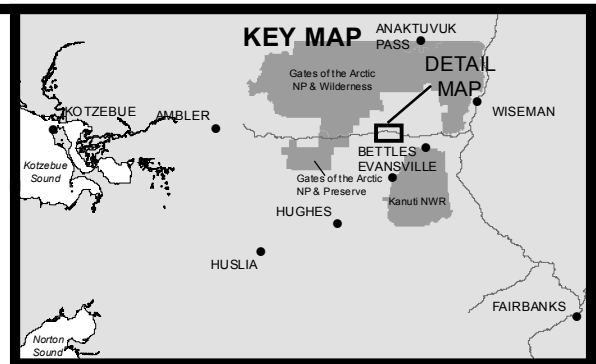 KEY MAP
ANAKTUVUK
PASS
Gates of the Arctic
NP & Wilderness
DETAIL
MAP
WISEMAN
KOTZEBUE
AMBLER
Kotzebue
Sound
BETTLES
EVANSVILLE
Gates of the Arctic
NP & Preserve
Kanuti NWR
HUGHES
HUSLIA
FAIRBANKS
Norton
Sound